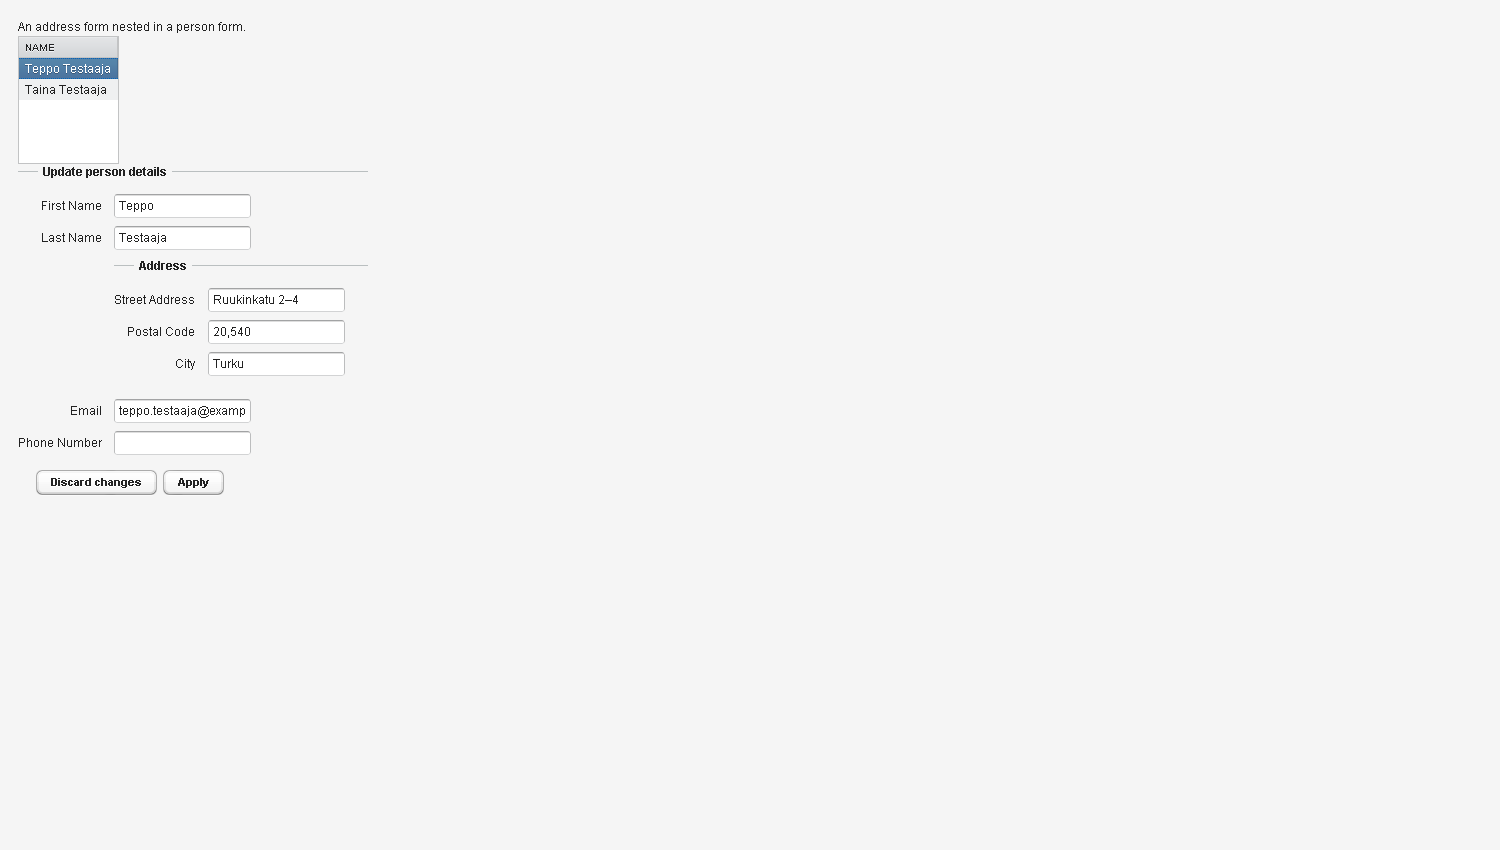 An address form nested in a person form.
NAME
Teppo Testaaja
Taina Testaaja
Update person details
First Name Teppo
Last Name Testaaja
Address
Street Address Ruukinkatu 2–4
Postal Code 20,540
City Turku
Email teppo.testaaja@examp
Phone Number
Discard changes Apply